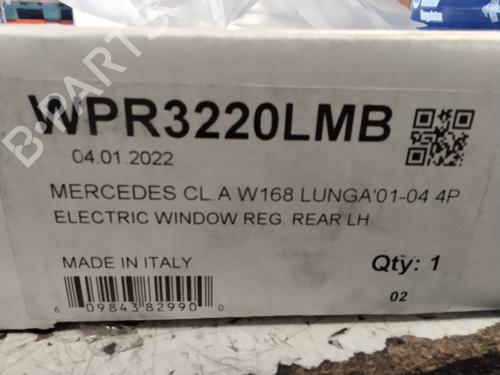 WPR3220LMB
04.01.2022
MERCEDES CL.A W168 LUNGA'01-04 4P
ELECTRIC WINDOW REG. REAR LH
MADE IN ITALY
Qty: 1
6 09843 82990 0
02
B-PARTS